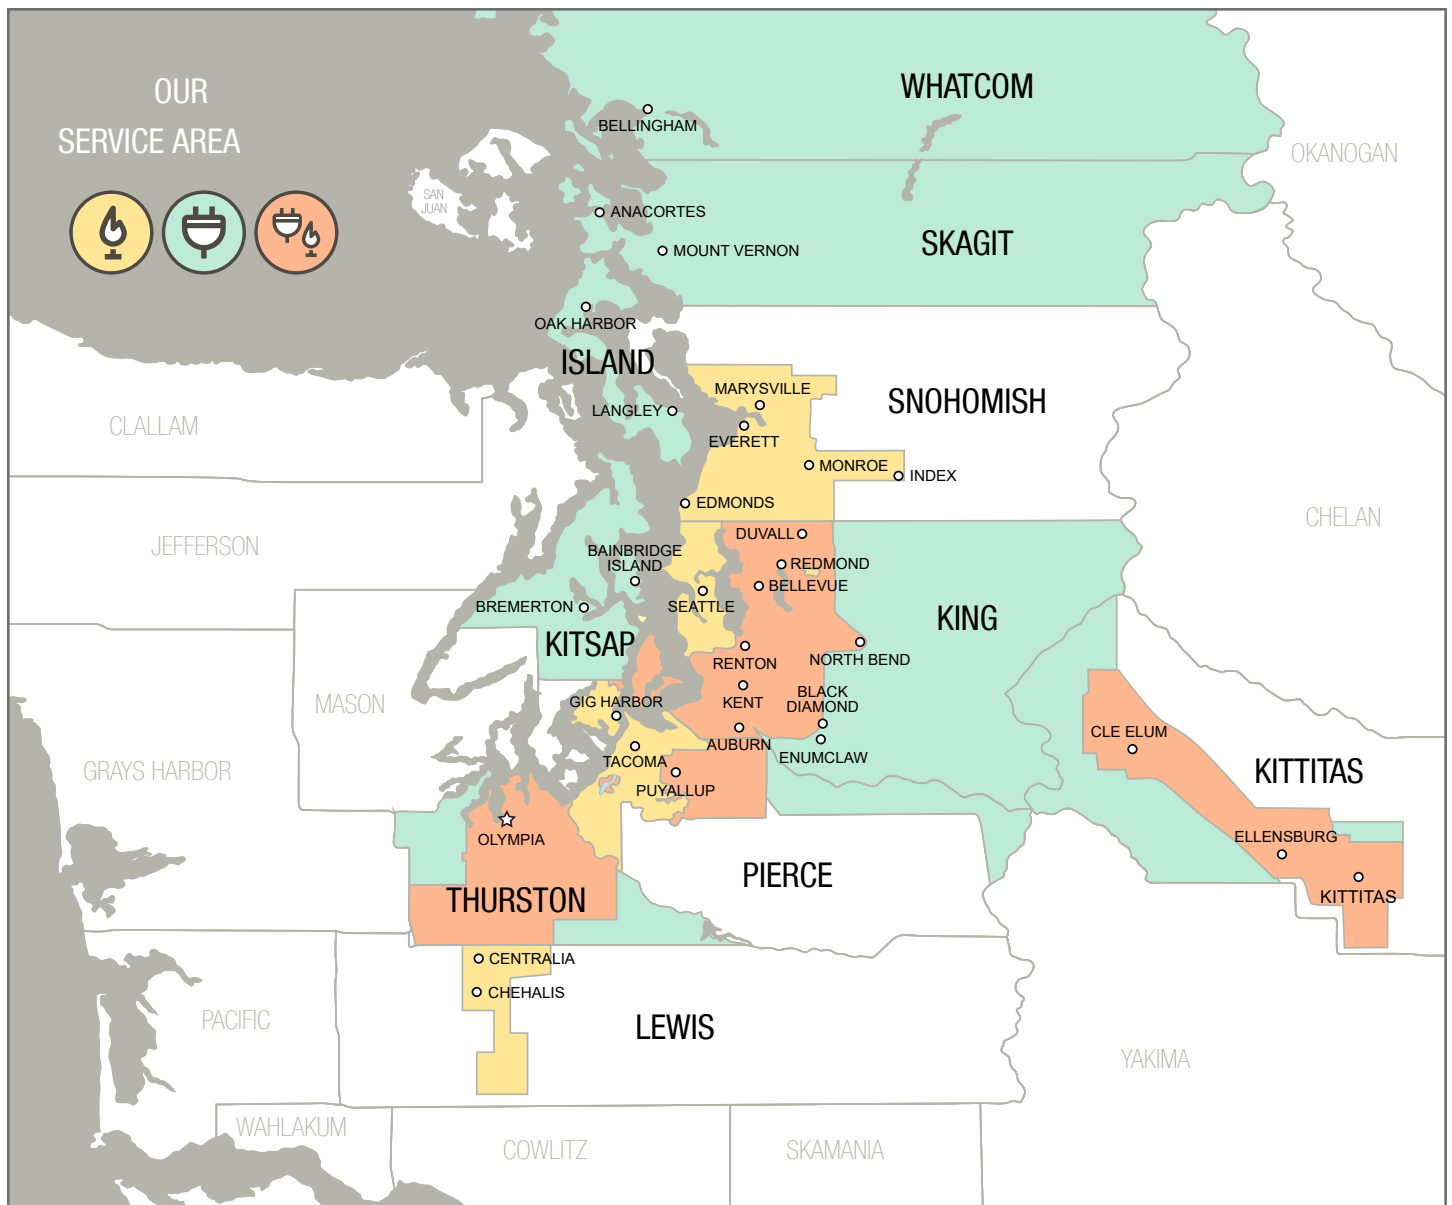 OUR
SERVICE AREA
WHATCOM
BELLINGHAM
OKANOGAN
SAN
JUAN
ANACORTES
SKAGIT
MOUNT VERNON
OAK HARBOR
ISLAND
MARYSVILLE
SNOHOMISH
LANGLEY
CLALLAM
EVERETT
MONROE
INDEX
EDMONDS
CHELAN
DUVALL
JEFFERSON
BAINBRIDGE
ISLAND
REDMOND
BELLEVUE
BREMERTON
SEATTLE
KING
KITSAP
RENTON
NORTH BEND
MASON
GIG HARBOR
KENT
BLACK
DIAMOND
CLE ELUM
AUBURN
ENUMCLAW
TACOMA
GRAYS HARBOR
KITTITAS
PUYALLUP
OLYMPIA
ELLENSBURG
PIERCE
THURSTON
KITTITAS
CENTRALIA
CHEHALIS
PACIFIC
LEWIS
YAKIMA
WAHLAKUM
COWLITZ
SKAMANIA